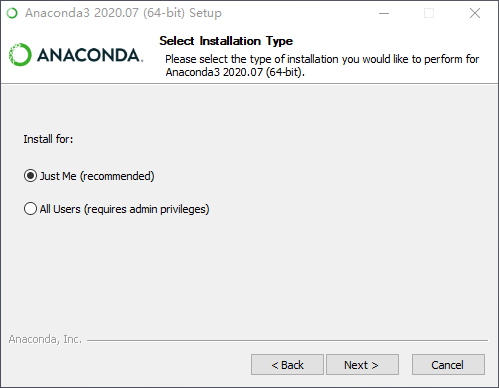 Anaconda3 2020.07 (64-bit) Setup
ANACONDA.
Select Installation Type
Please select the type of installation you would like to perform for
Anaconda3 2020.07 (64-bit).
Install for:
Just Me (recommended)
All Users (requires admin privileges)
Anaconda, Inc.
< Back Next > Cancel